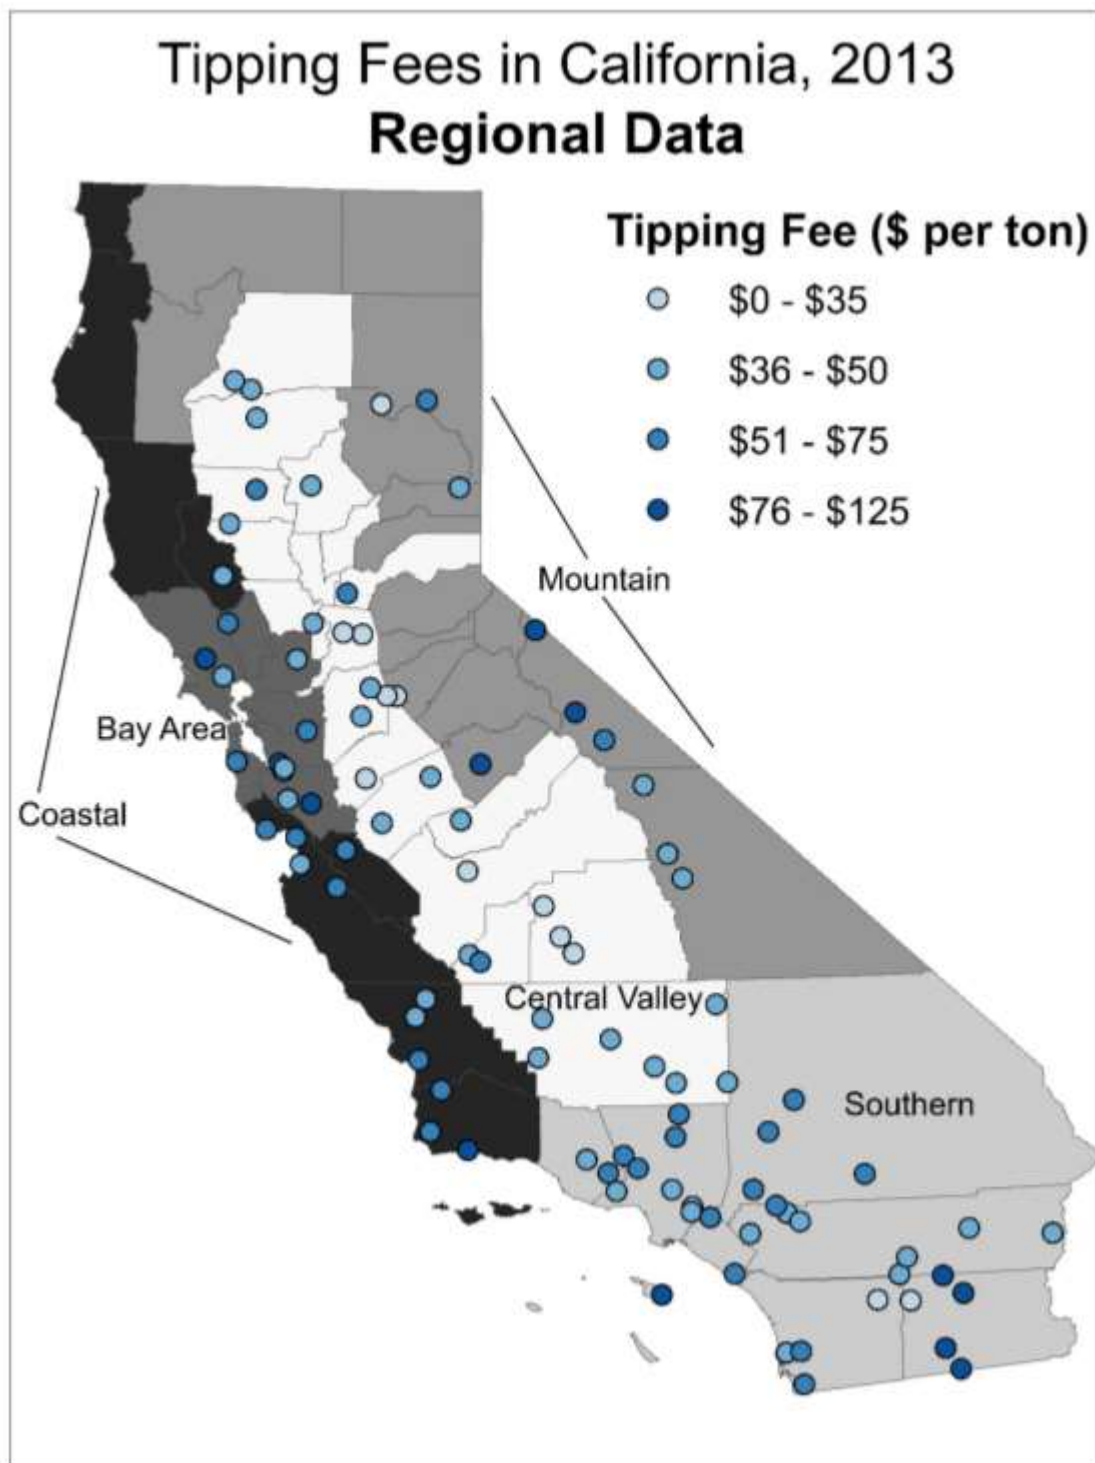 Tipping Fees in California, 2013
Regional Data
Tipping Fee ($ per ton)
$0 - $35
$36 - $50
$51 - $75
$76 - $125
Mountain
Bay Area
Coastal
Central Valley
Southern